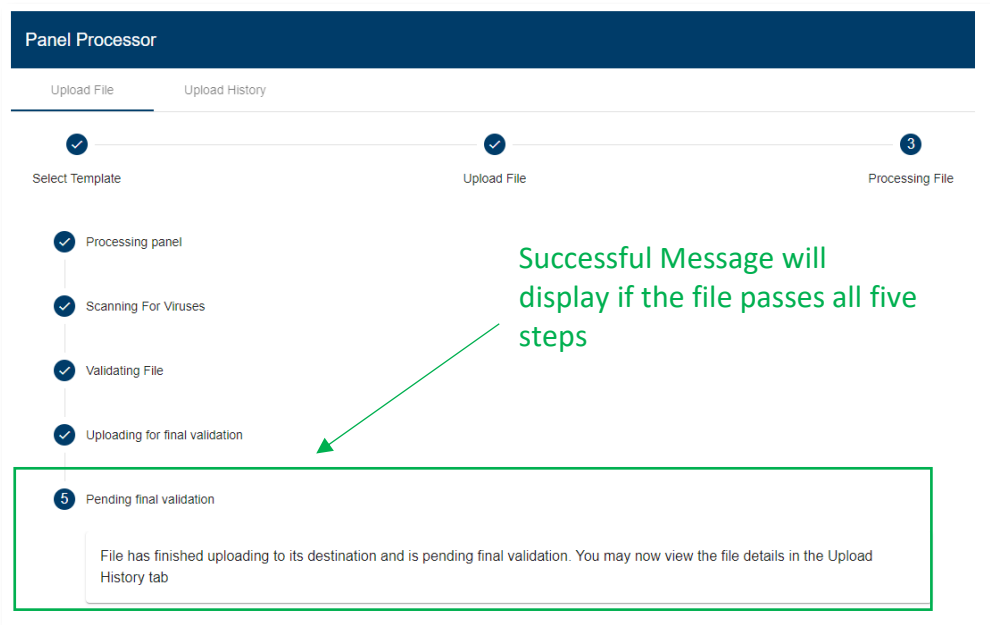 Panel Processor
Upload File
Upload History
3
Select Template
Upload File
Processing File
Processing panel
Scanning For Viruses
Validating File
Uploading for final validation
Successful Message will
display if the file passes all five
steps
5 Pending final validation
File has finished uploading to its destination and is pending final validation. You may now view the file details in the Upload
History tab